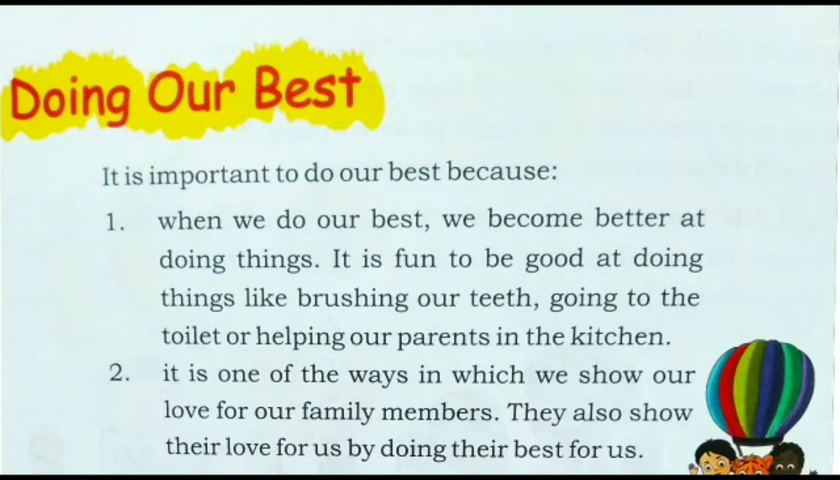 Doing Our Best
It is important to do our best because:
1. when we do our best, we become better at
doing things. It is fun to be good at doing
things like brushing our teeth, going to the
toilet or helping our parents in the kitchen.
2. it is one of the ways in which we show our
love for our family members. They also show
their love for us by doing their best for us.